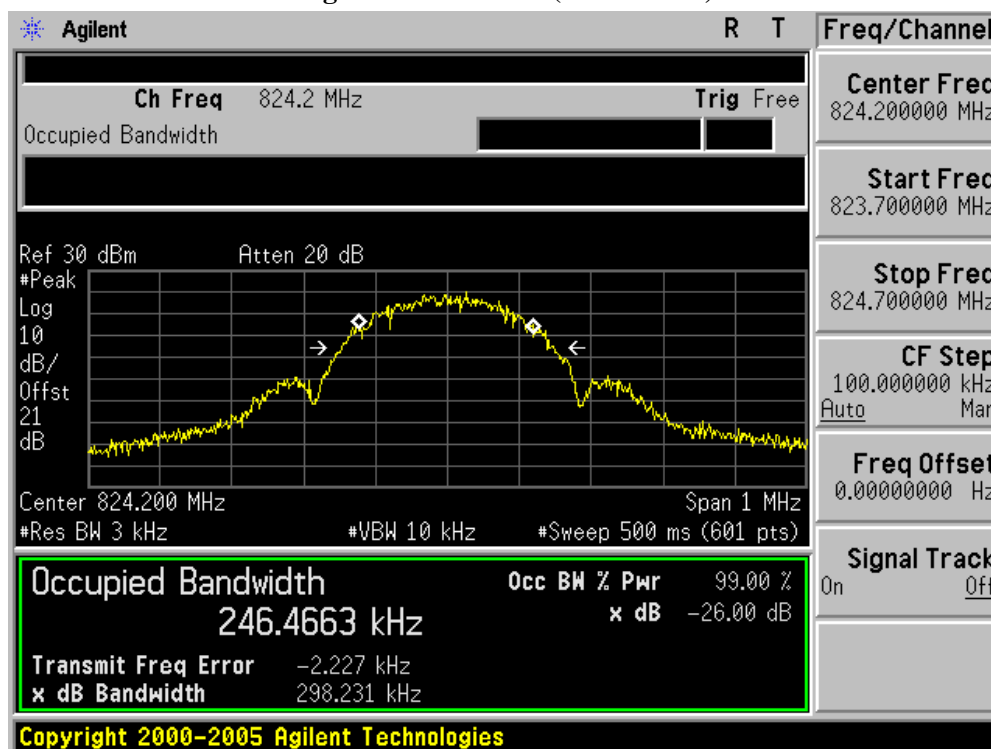 Agilent R T
Ch Freq 824.2 MHz Trig Free
Occupied Bandwidth
Ref 30 dBm Atten 20 dB
#Peak
Log
10
dB/
Offst
21
dB
Center 824.200 MHz Span 1 MHz
#Res BW 3 kHz #VBW 10 kHz #Sweep 500 ms (601 pts)
Occupied Bandwidth
246.4663 kHz
Occ BW % Pwr 99.00 %
x dB -26.00 dB
Transmit Freq Error -2.227 kHz
x dB Bandwidth 298.231 kHz
Copyright 2000-2005 Agilent Technologies
Freq/Channel
Center Freq
824.200000 MHz
Start Freq
823.700000 MHz
Stop Freq
824.700000 MHz
CF Step
100.000000 kHz
Auto Man
Freq Offset
0.00000000 Hz
Signal Track
On Off